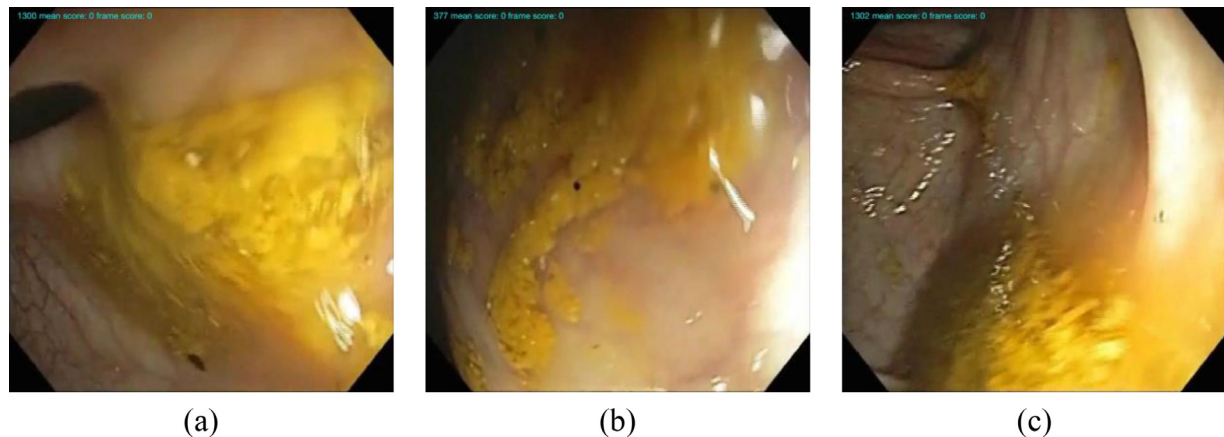 1300 mean score: 0 frame score: 0
377 mean score: 0 frame score: 0
1302 mean score: 0 frame score: 0
(a)
(b)
(c)